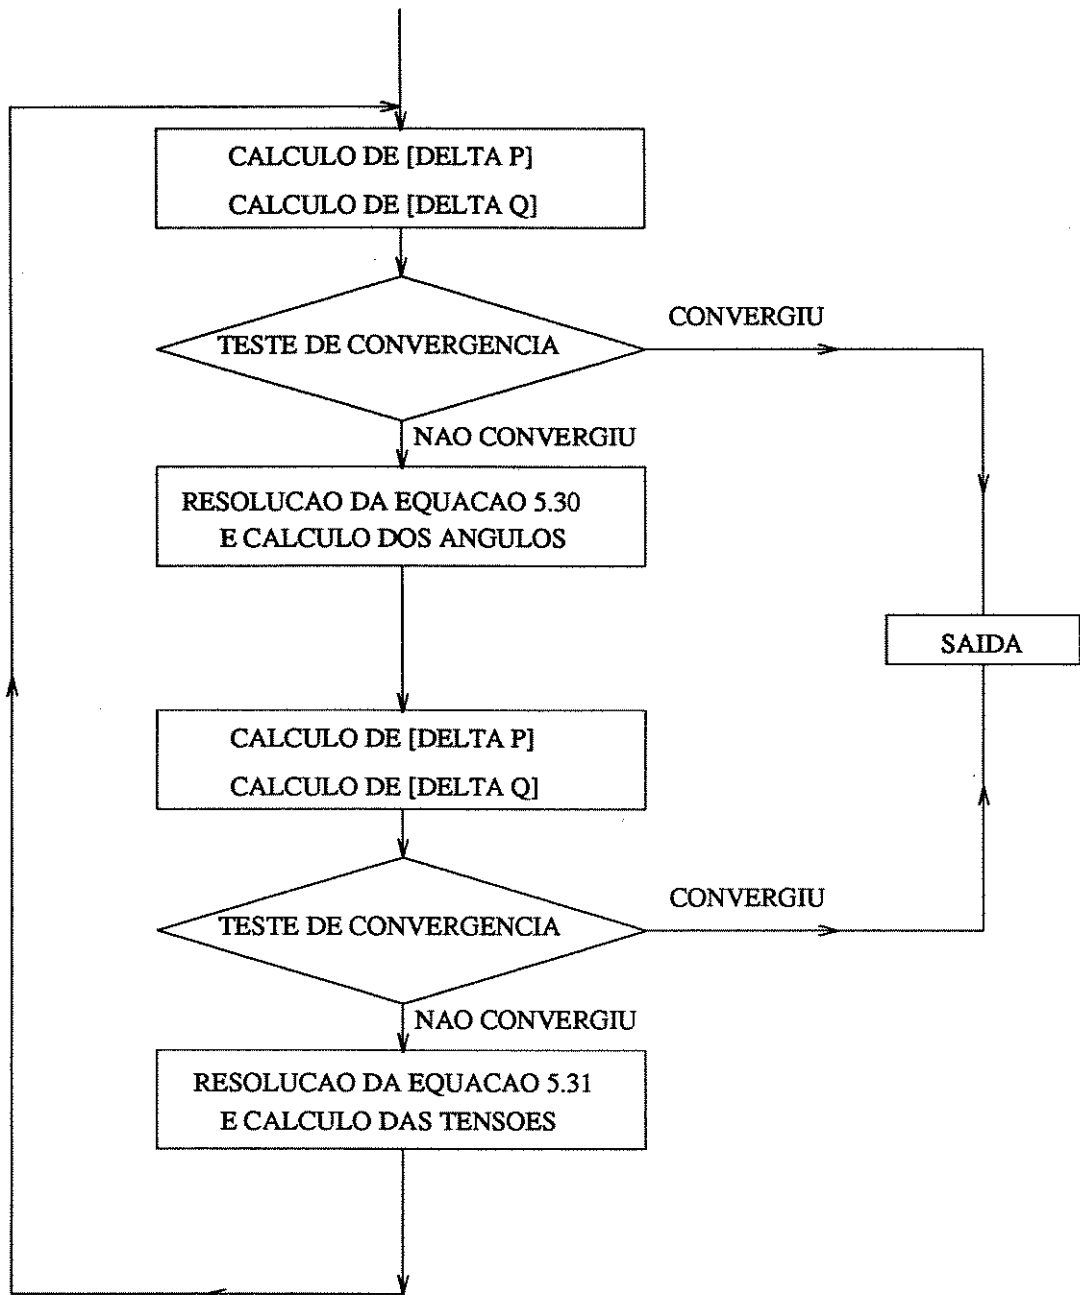 CALCULO DE [DELTA P]
CALCULO DE [DELTA Q]
TESTE DE CONVERGENCIA
CONVERGIU
NAO CONVERGIU
RESOLUCAO DA EQUACAO 5.30
E CALCULO DOS ANGULOS
SAIDA
CALCULO DE [DELTA P]
CALCULO DE [DELTA Q]
TESTE DE CONVERGENCIA
CONVERGIU
NAO CONVERGIU
RESOLUCAO DA EQUACAO 5.31
E CALCULO DAS TENSOES